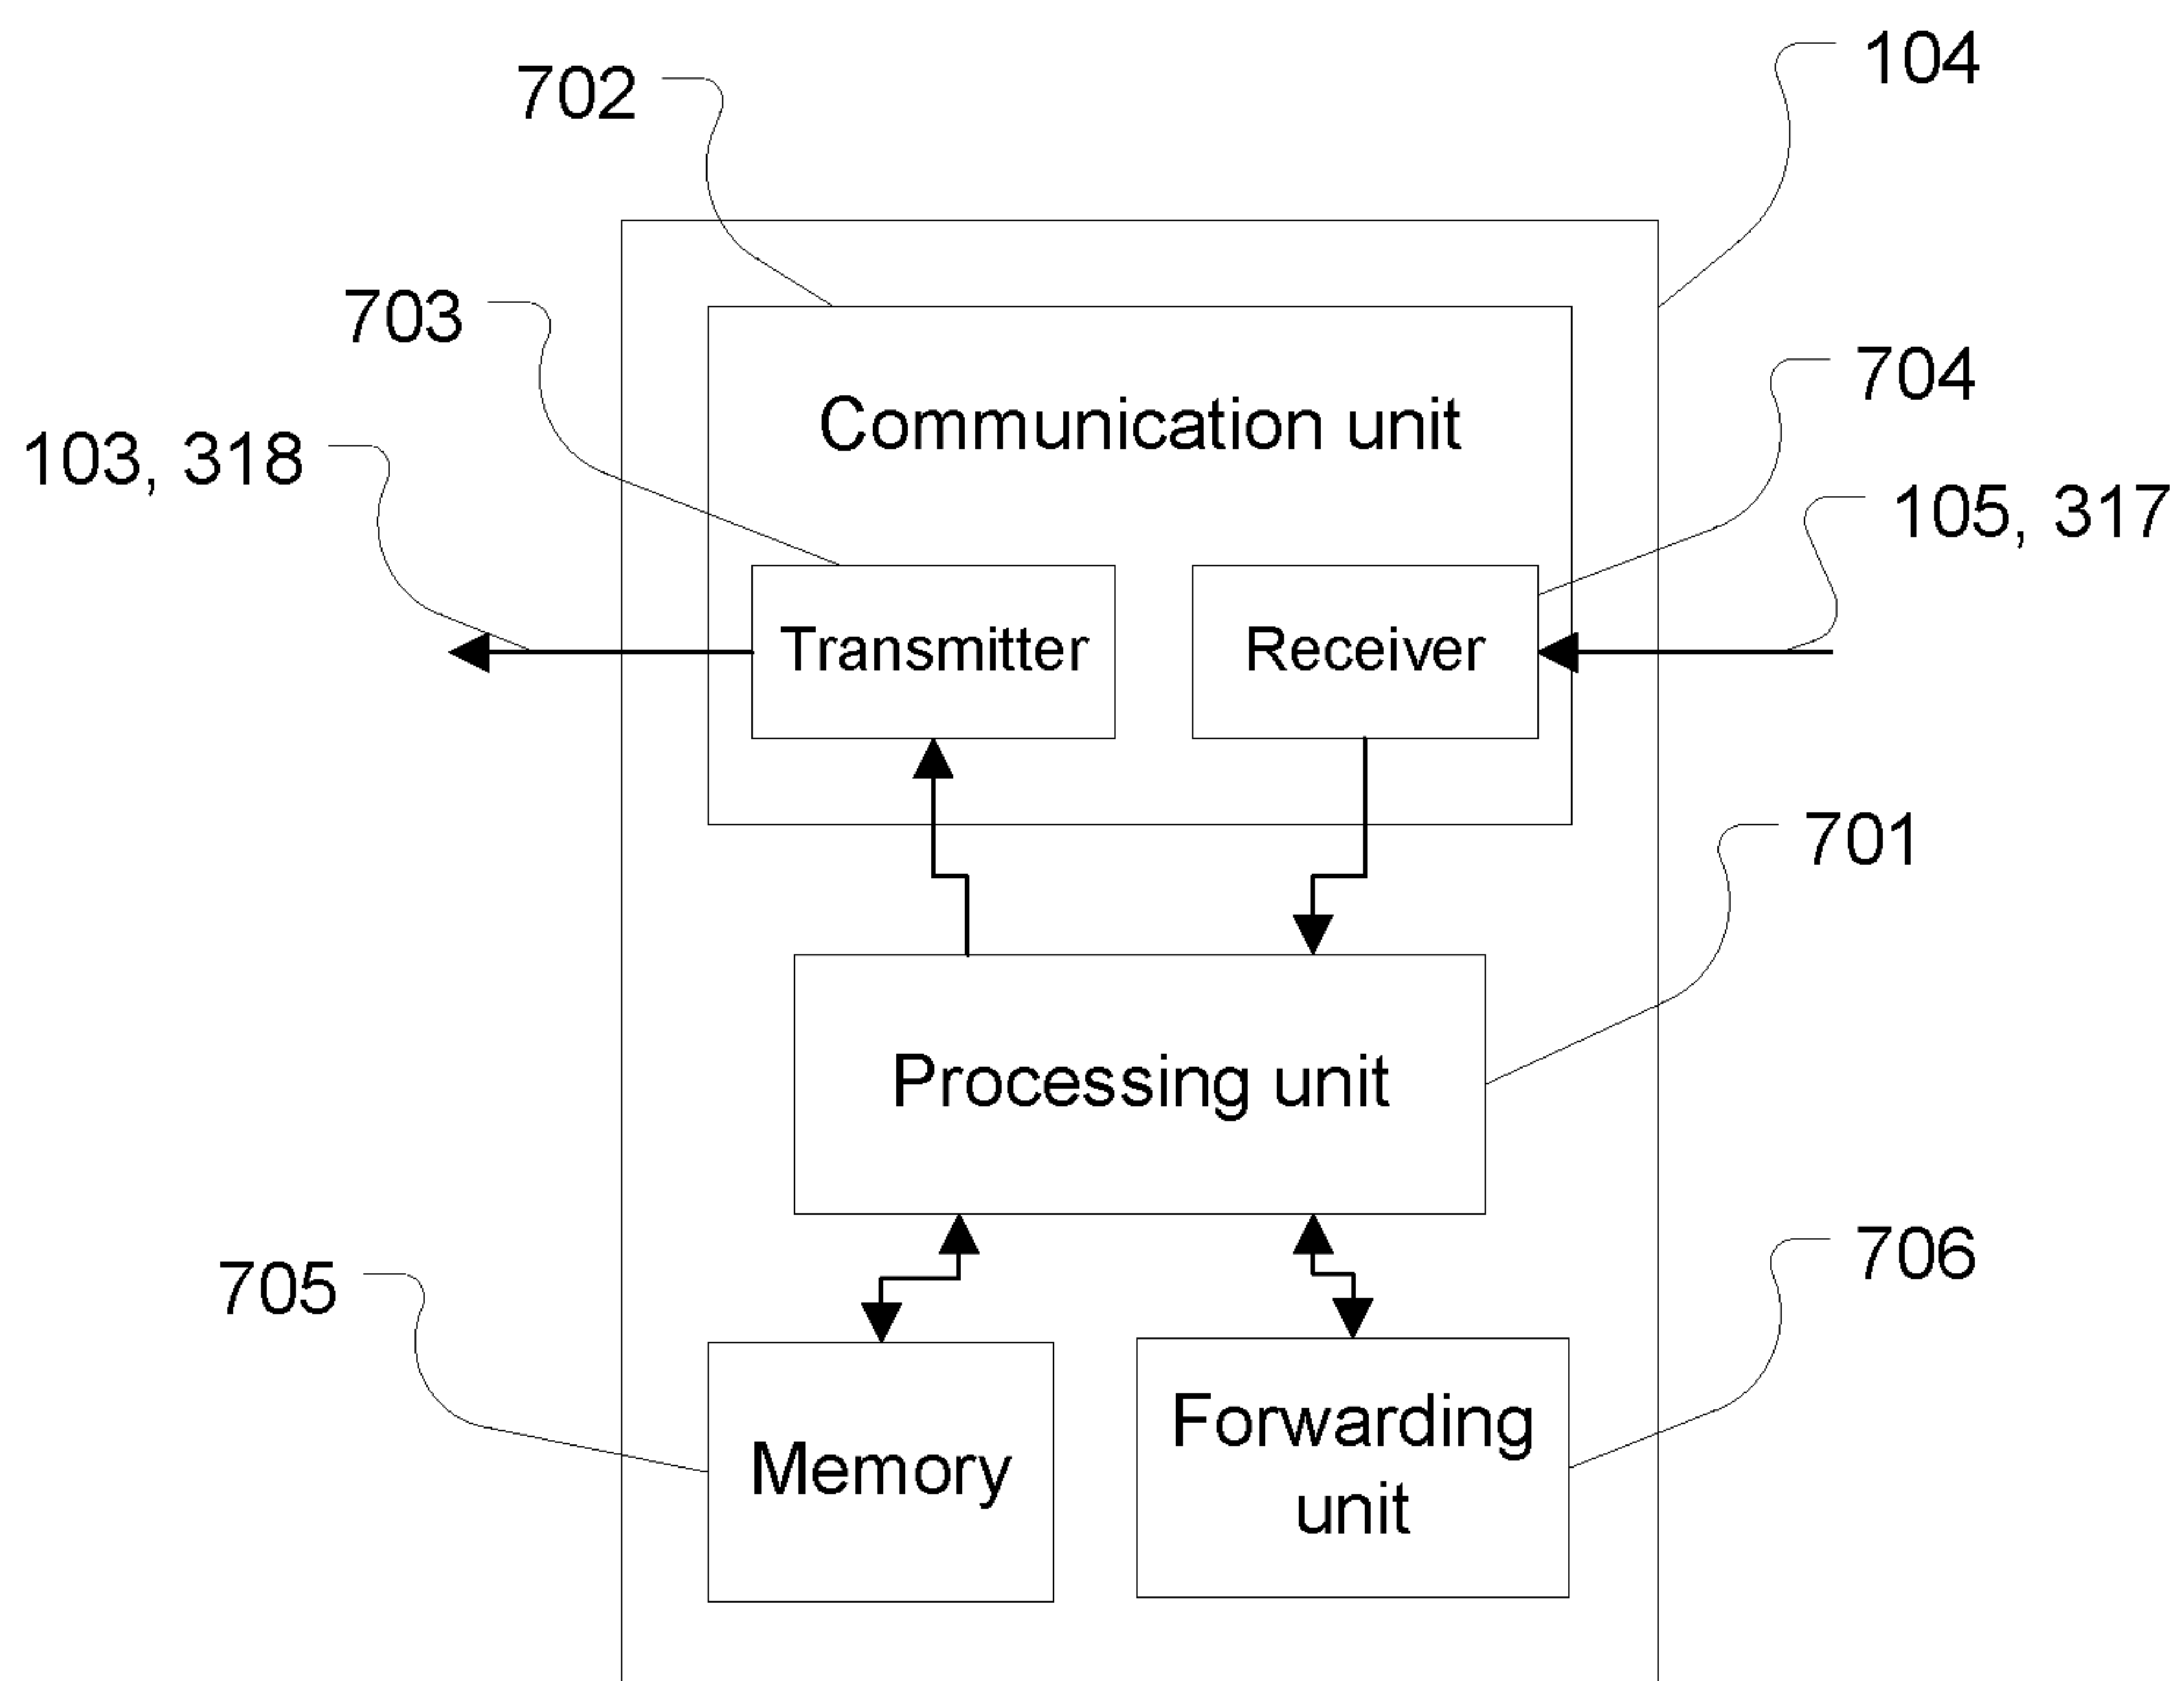 104
702
703
704
Communication unit
103, 318
105, 317
Transmitter
Receiver
701
Processing unit
706
705
Forwarding
unit
Memory